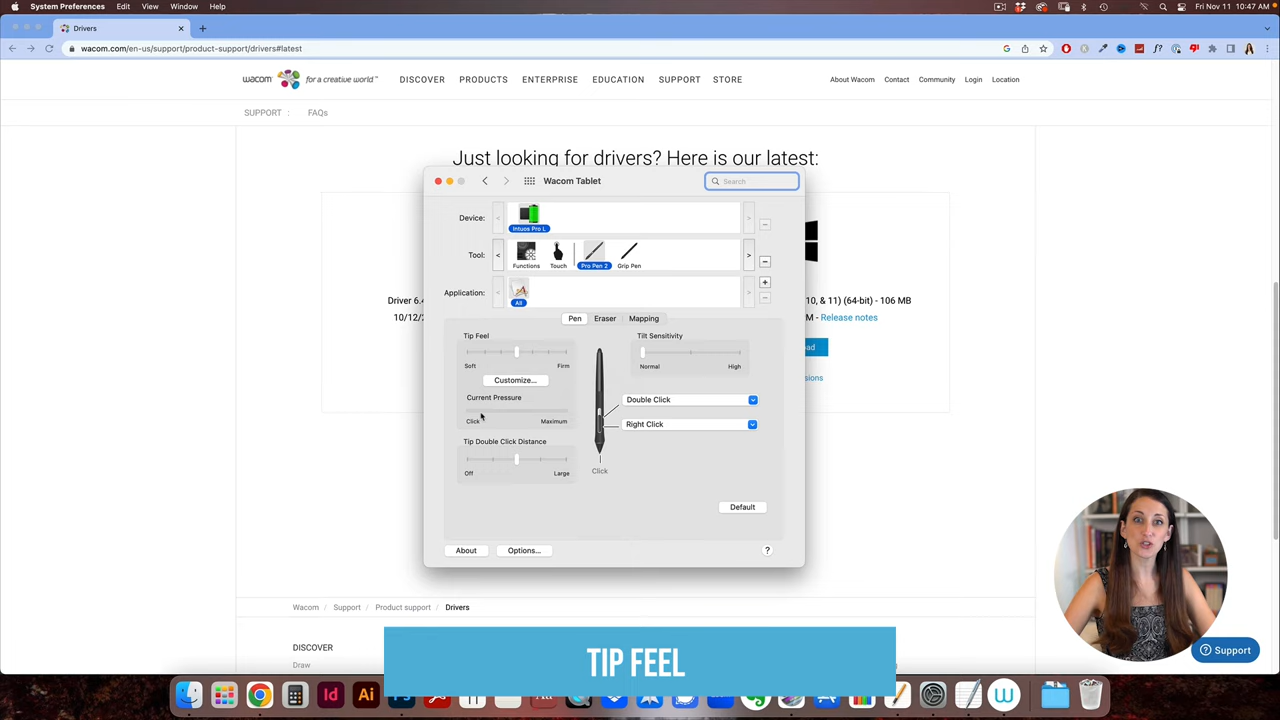 System Preferences Edit View Window Help
Fri Nov 11 10:47 AM
Drivers
wacom.com/en-us/support/product-support/drivers#latest
wacom for a creative world™ DISCOVER PRODUCTS ENTERPRISE EDUCATION SUPPORT STORE About Wacom Contact Community Login Location
SUPPORT : FAQs
Just looking for drivers? Here is our latest:
Wacom Tablet
Search
Device:
Intuos Pro L
Tool:
Functions Touch Pro Pen 2 Grip Pen
Application:
All
Driver 6.4
10, & 11) (64-bit) - 106 MB
10/12/
M - Release notes
Pen Eraser Mapping
Tip Feel
Tilt Sensitivity
Soft Firm
Normal High
Customize...
Current Pressure
Click Maximum
Double Click
Right Click
Tip Double Click Distance
Off Large
Click
Default
About Options... ?
Wacom / Support / Product support / Drivers
DISCOVER
Draw
Support
TIP FEEL
Id Ai